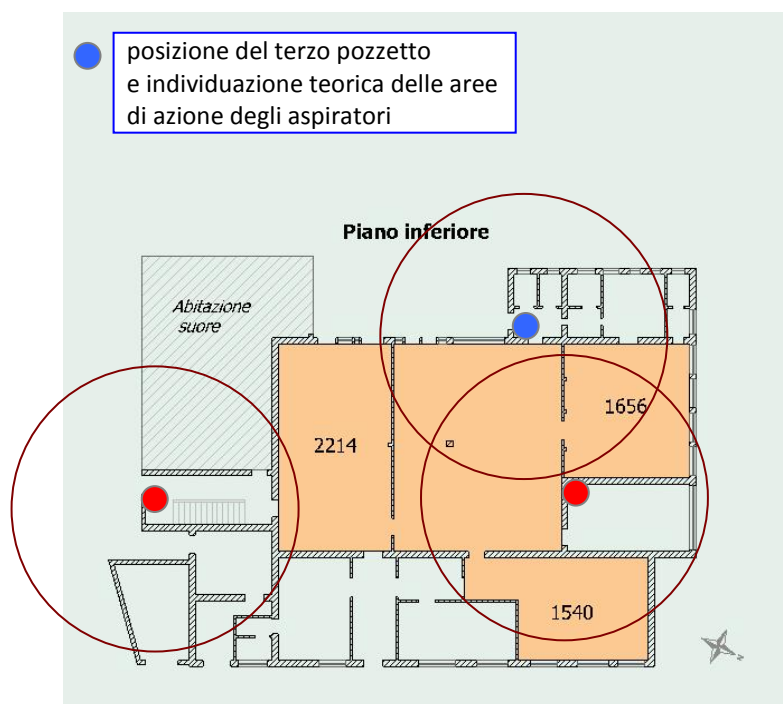 posizione del terzo pozzetto
e individuazione teorica delle aree
di azione degli aspiratori
Piano inferiore
Abitazione
suore
1656
2214
1540
N